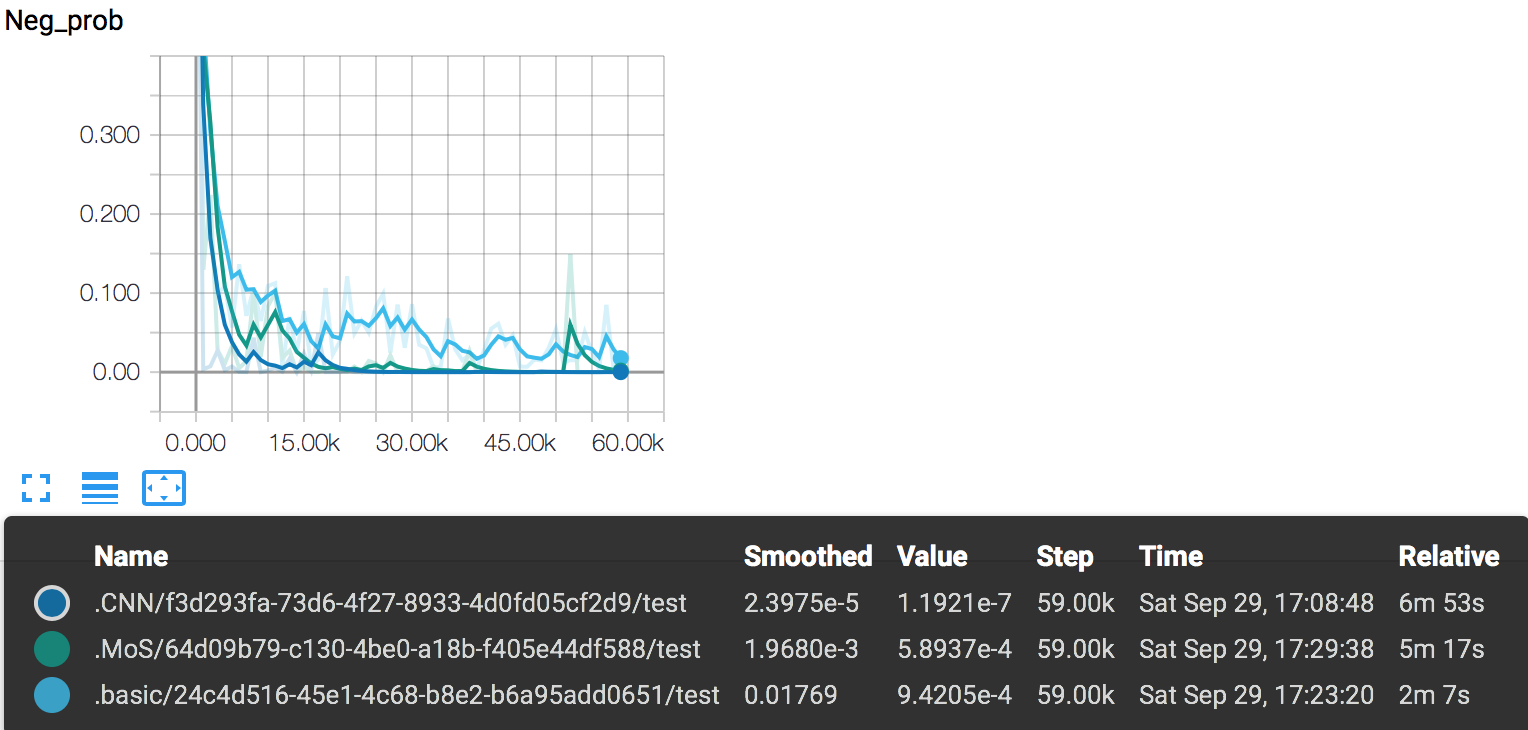 Neg_prob
0.300
0.200
0.100
0.00
0.000 15.00k 30.00k 45.00k 60.00k
Name Smoothed Value Step Time Relative
.CNN/f3d293fa-73d6-4f27-8933-4d0fd05cf2d9/test 2.3975e-5 1.1921e-7 59.00k Sat Sep 29, 17:08:48 6m 53s
.MoS/64d09b79-c130-4be0-a18b-f405e44df588/test 1.9680e-3 5.8937e-4 59.00k Sat Sep 29, 17:29:38 5m 17s
.basic/24c4d516-45e1-4c68-b8e2-b6a95add0651/test 0.01769 9.4205e-4 59.00k Sat Sep 29, 17:23:20 2m 7s